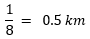 1/8 = 0.5 km